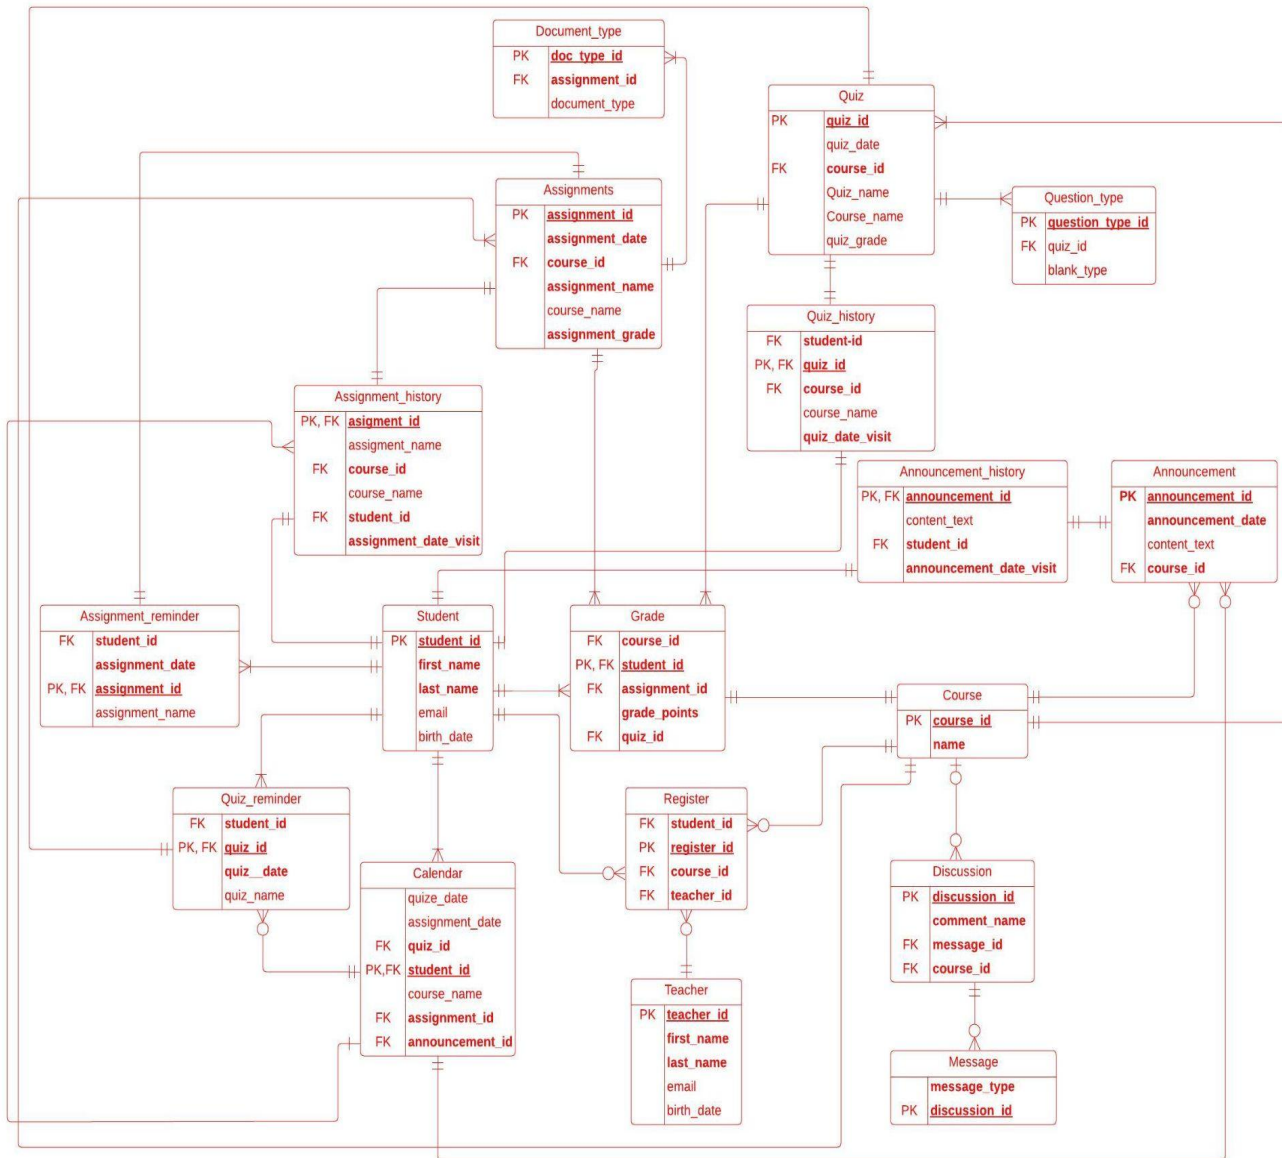 Document_type
PK doc_type_id
FK assignment_id
document_type
Quiz
PK quiz_id
quiz_date
FK course_id
Quiz_name
Course_name
quiz_grade
Assignments
PK assignment_id
assignment_date
FK course_id
assignment_name
course_name
assignment_grade
Question_type
PK question_type_id
FK quiz_id
blank_type
Quiz_history
FK student-id
PK, FK quiz_id
FK course_id
course_name
quiz_date_visit
Assignment_history
PK, FK asigment_id
assigment_name
FK course_id
course_name
FK student_id
assignment_date_visit
Announcement_history
PK, FK announcement_id
content_text
FK student_id
announcement_date_visit
Announcement
PK announcement_id
announcement_date
content_text
FK course_id
Assignment_reminder
FK student_id
assignment_date
PK, FK assignment_id
assignment_name
Student
PK student_id
first_name
last_name
email
birth_date
Grade
FK course_id
PK, FK student_id
FK assignment_id
grade_points
FK quiz_id
Course
PK course_id
name
Quiz_reminder
FK student_id
PK, FK quiz_id
quiz__date
quiz_name
Register
FK student_id
PK register_id
FK course_id
FK teacher_id
Calendar
quize_date
assignment_date
FK quiz_id
PK,FK student_id
course_name
FK assignment_id
FK announcement_id
Discussion
PK discussion_id
comment_name
FK message_id
FK course_id
Teacher
PK teacher_id
first_name
last_name
email
birth_date
Message
message_type
PK discussion_id